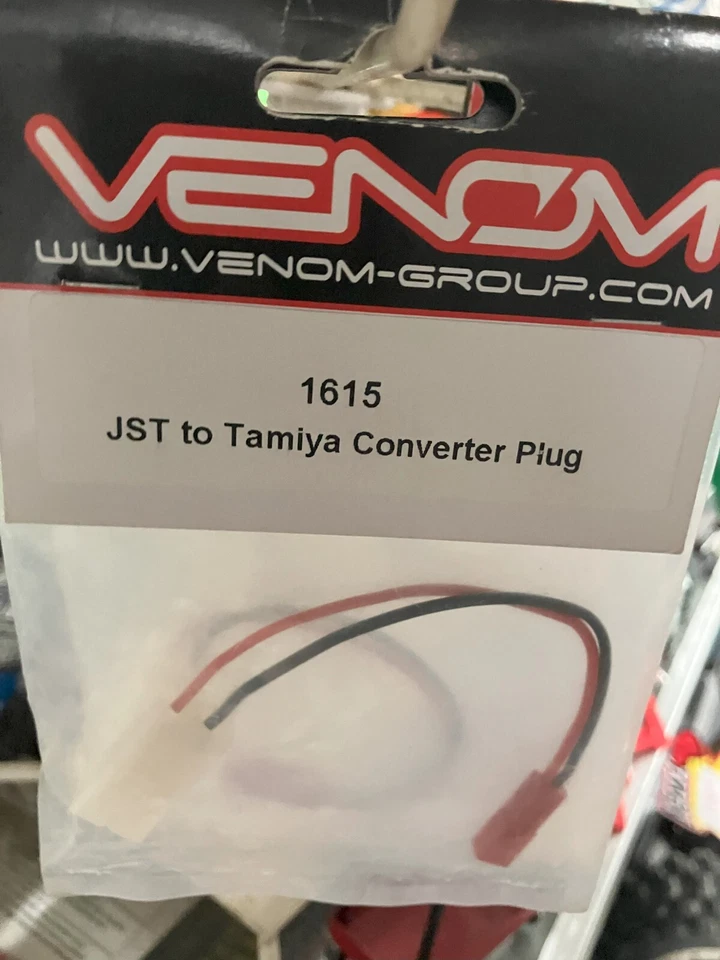 VENOM
WWW.VENOM-GROUP.COM
1615
JST to Tamiya Converter Plug